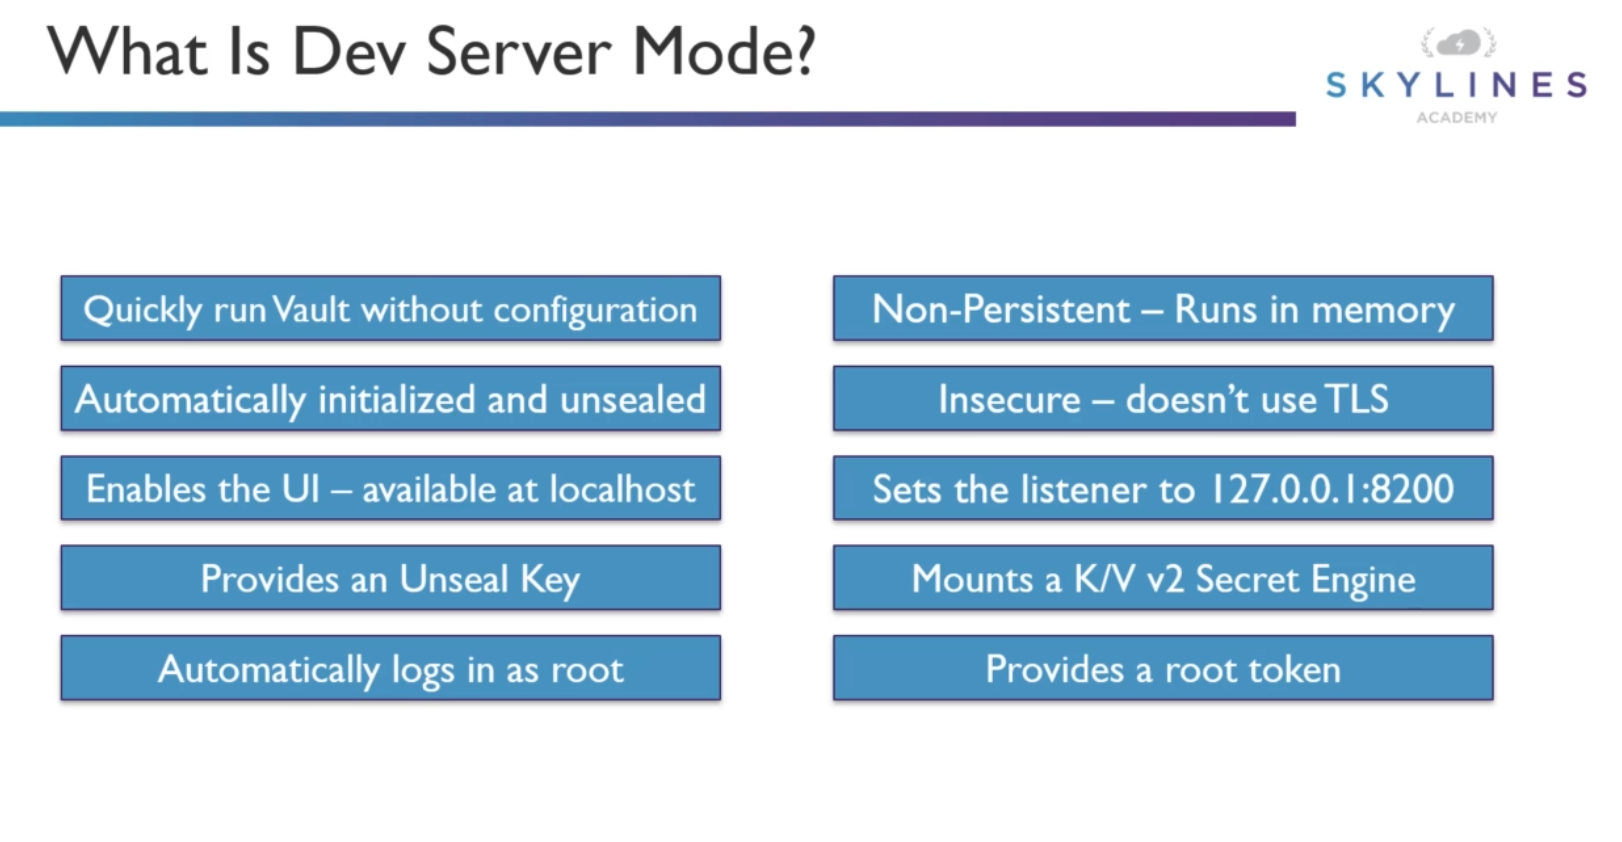 What Is Dev Server Mode?
SKYLINES
ACADEMY
Quickly run Vault without configuration
Automatically initialized and unsealed
Enables the UI – available at localhost
Provides an Unseal Key
Automatically logs in as root
Non-Persistent – Runs in memory
Insecure – doesn't use TLS
Sets the listener to 127.0.0.1:8200
Mounts a K/V v2 Secret Engine
Provides a root token